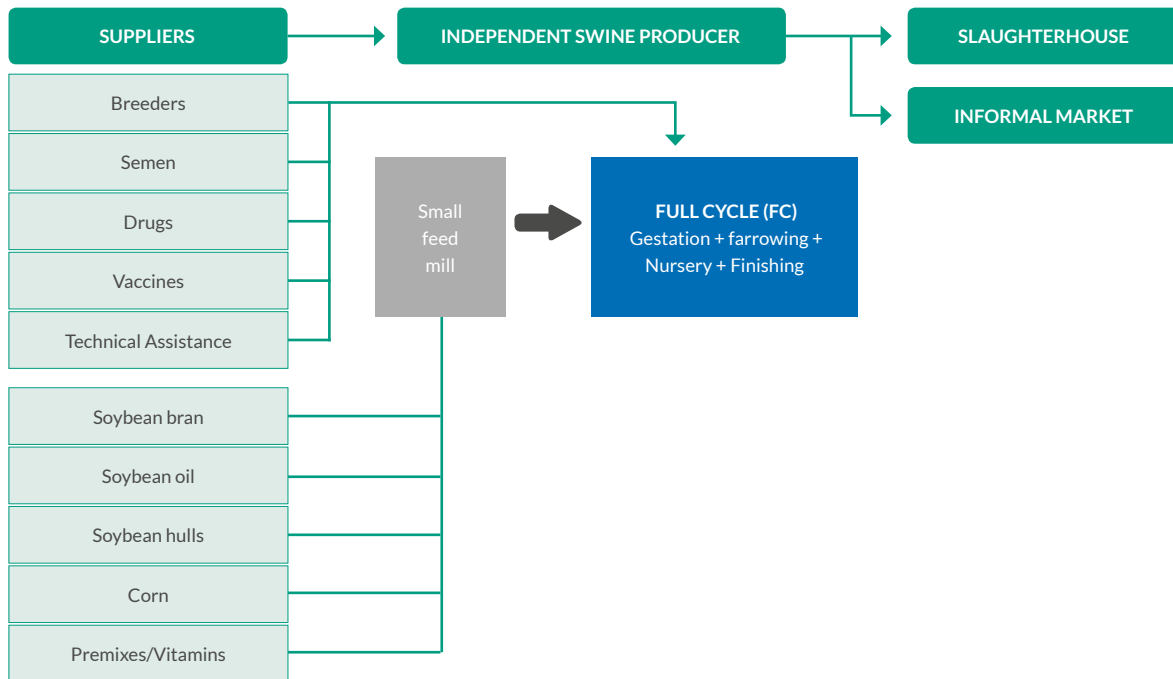 SUPPLIERS
INDEPENDENT SWINE PRODUCER
SLAUGHTERHOUSE
INFORMAL MARKET
Breeders
Semen
Drugs
Vaccines
Technical Assistance
Small
feed
mill
FULL CYCLE (FC)
Gestation + farrowing +
Nursery + Finishing
Soybean bran
Soybean oil
Soybean hulls
Corn
Premixes/Vitamins